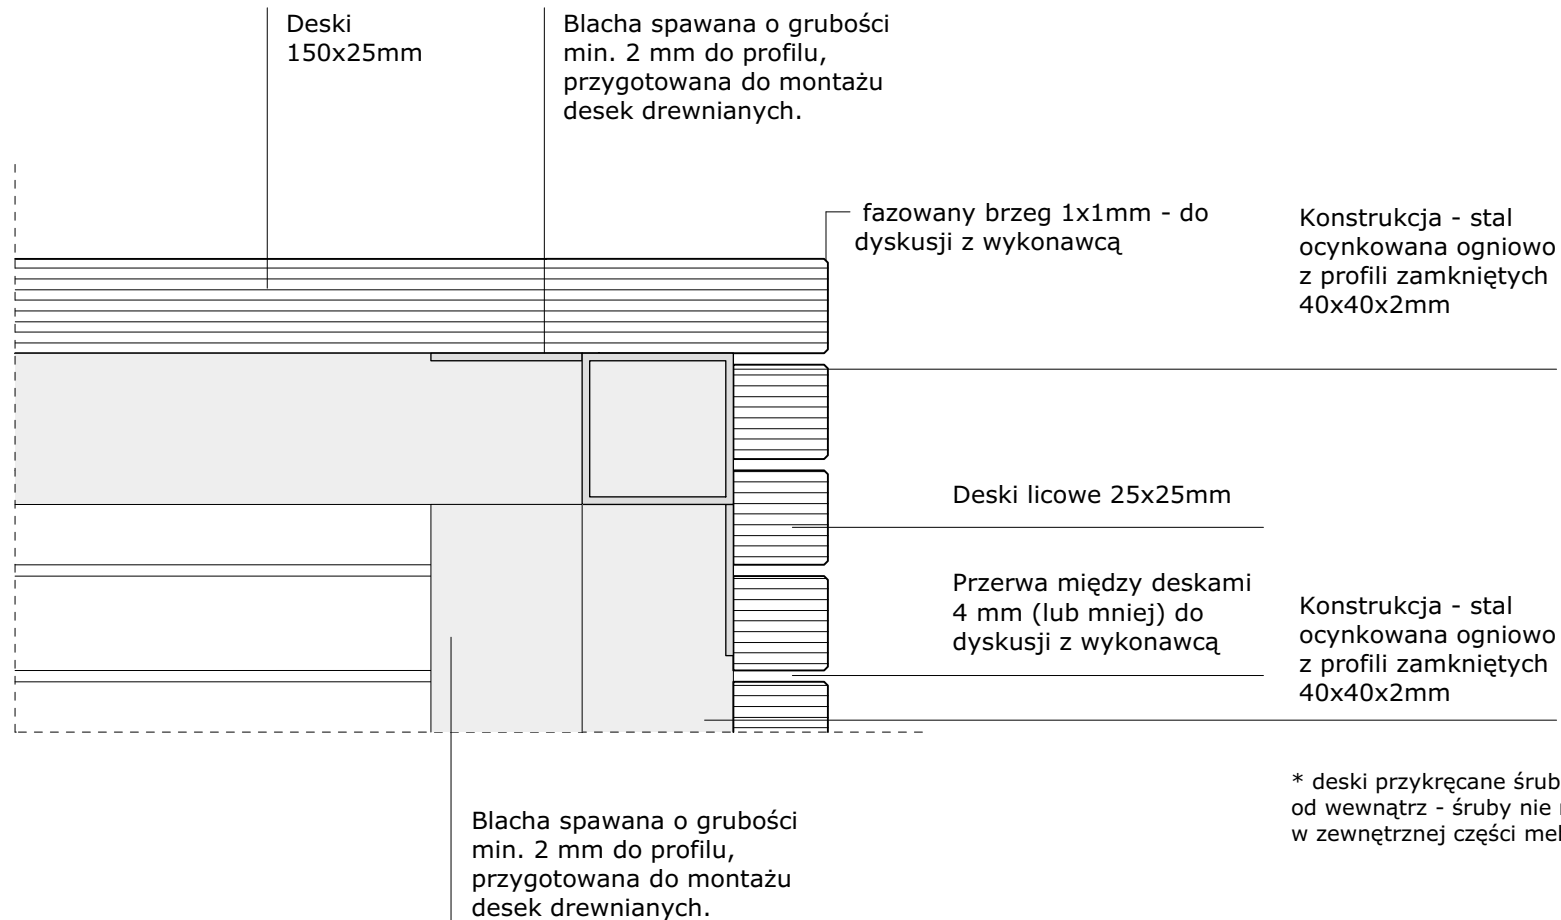 Deski
150x25mm
Blacha spawana o grubości
min. 2 mm do profilu,
przygotowana do montażu
desek drewnianych.
fazowany brzeg 1x1mm - do
dyskusji z wykonawcą
Konstrukcja - stal
ocynkowana ogniowo
z profili zamkniętych
40x40x2mm
Deski licowe 25x25mm
Przerwa między deskami
4 mm (lub mniej) do
dyskusji z wykonawcą
Konstrukcja - stal
ocynkowana ogniowo
z profili zamkniętych
40x40x2mm
* deski przykręcane
od wewnątrz - śruby nie
w zewnętrznej części
Blacha spawana o grubości
min. 2 mm do profilu,
przygotowana do montażu
desek drewnianych.